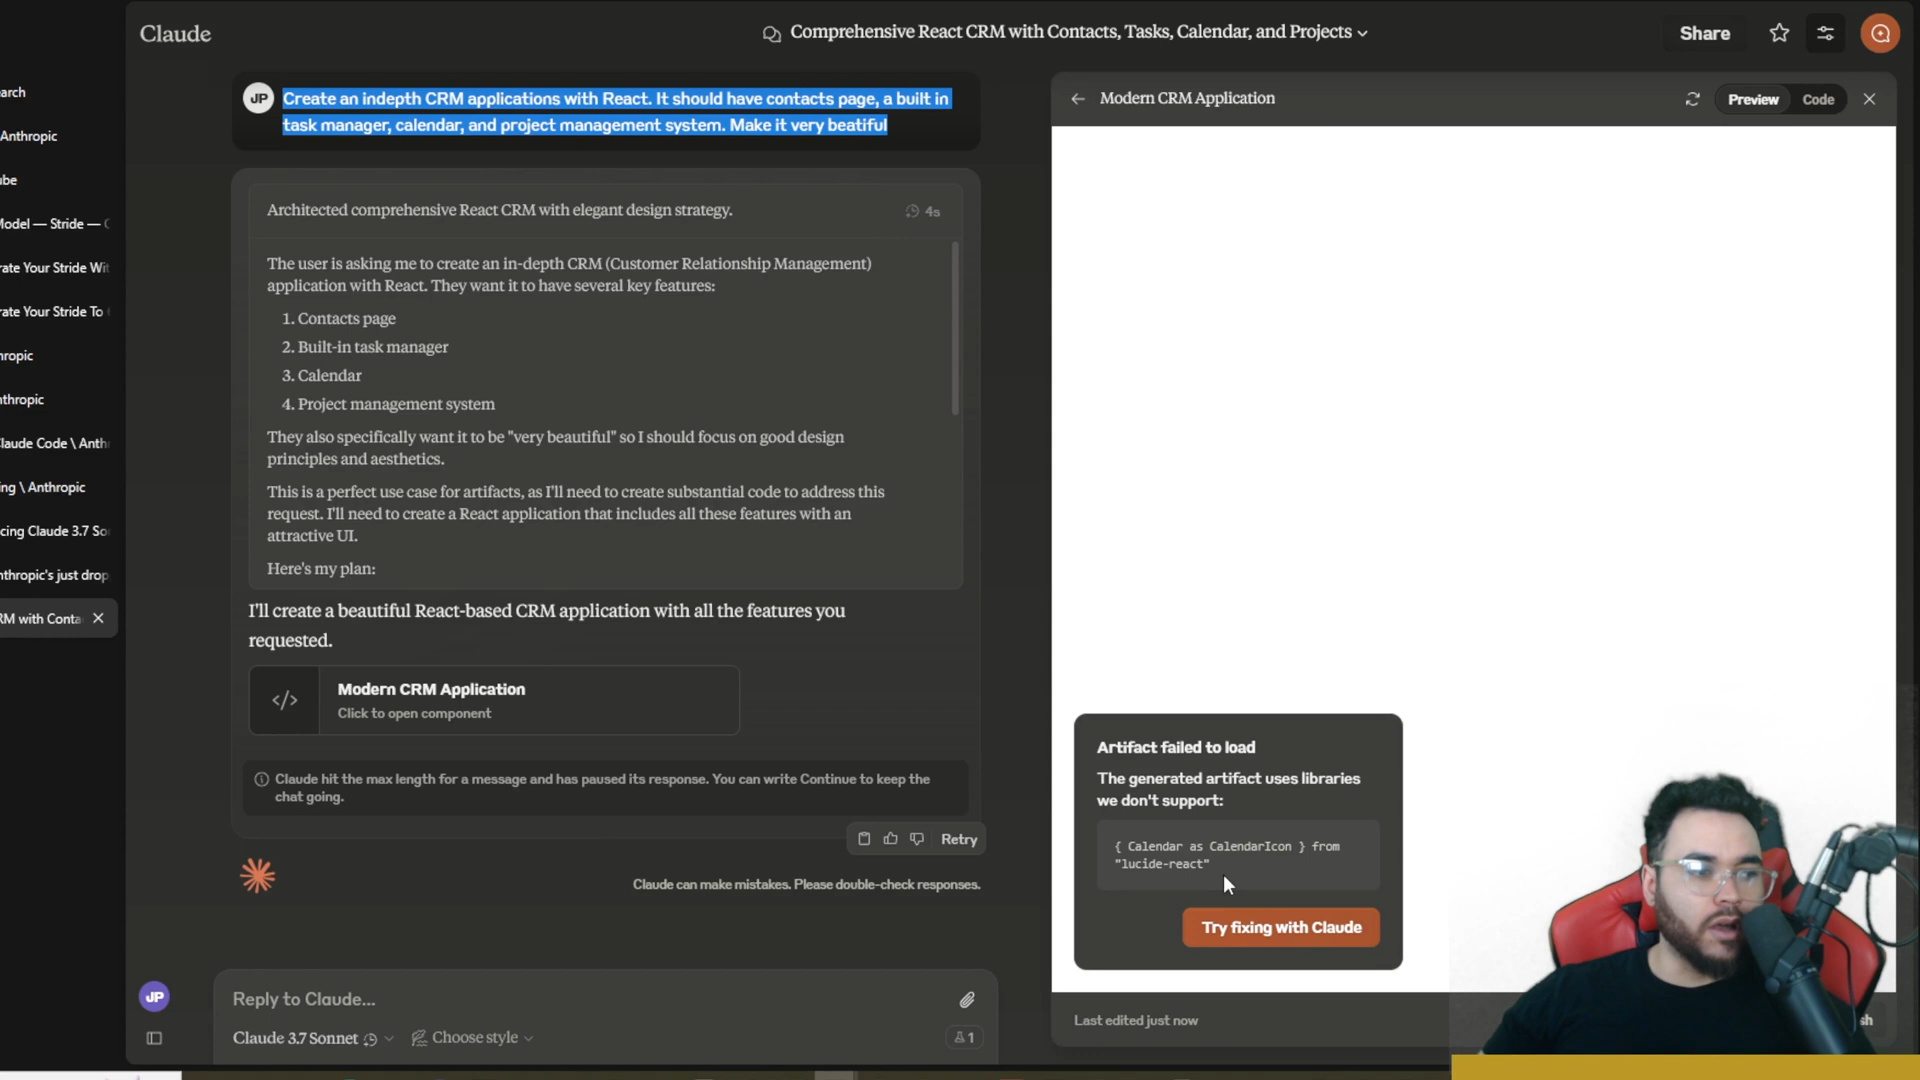 Claude
Comprehensive React CRM with Contacts, Tasks, Calendar, and Projects
Share
arch
Anthropic
ube
Model — Stride — C
rate Your Stride Wit
rate Your Stride To
hropic
nthropic
Claude Code \ Anth
ing \ Anthropic
cing Claude 3.7 So
nthropic's just drop
RM with Conta
JP
Create an indepth CRM applications with React. It should have contacts page, a built in
task manager, calendar, and project management system. Make it very beatiful
Architected comprehensive React CRM with elegant design strategy.
4s
The user is asking me to create an in-depth CRM (Customer Relationship Management)
application with React. They want it to have several key features:
1. Contacts page
2. Built-in task manager
3. Calendar
4. Project management system
They also specifically want it to be "very beautiful" so I should focus on good design
principles and aesthetics.
This is a perfect use case for artifacts, as I'll need to create substantial code to address this
request. I'll need to create a React application that includes all these features with an
attractive UI.
Here's my plan:
I'll create a beautiful React-based CRM application with all the features you
requested.
</>
Modern CRM Application
Click to open component
Claude hit the max length for a message and has paused its response. You can write Continue to keep the
chat going.
Retry
Claude can make mistakes. Please double-check responses.
JP
Reply to Claude...
Claude 3.7 Sonnet
Choose style
1
Modern CRM Application
Preview
Code
Artifact failed to load
The generated artifact uses libraries
we don't support:
{ Calendar as CalendarIcon } from
"lucide-react"
Try fixing with Claude
Last edited just now
sh